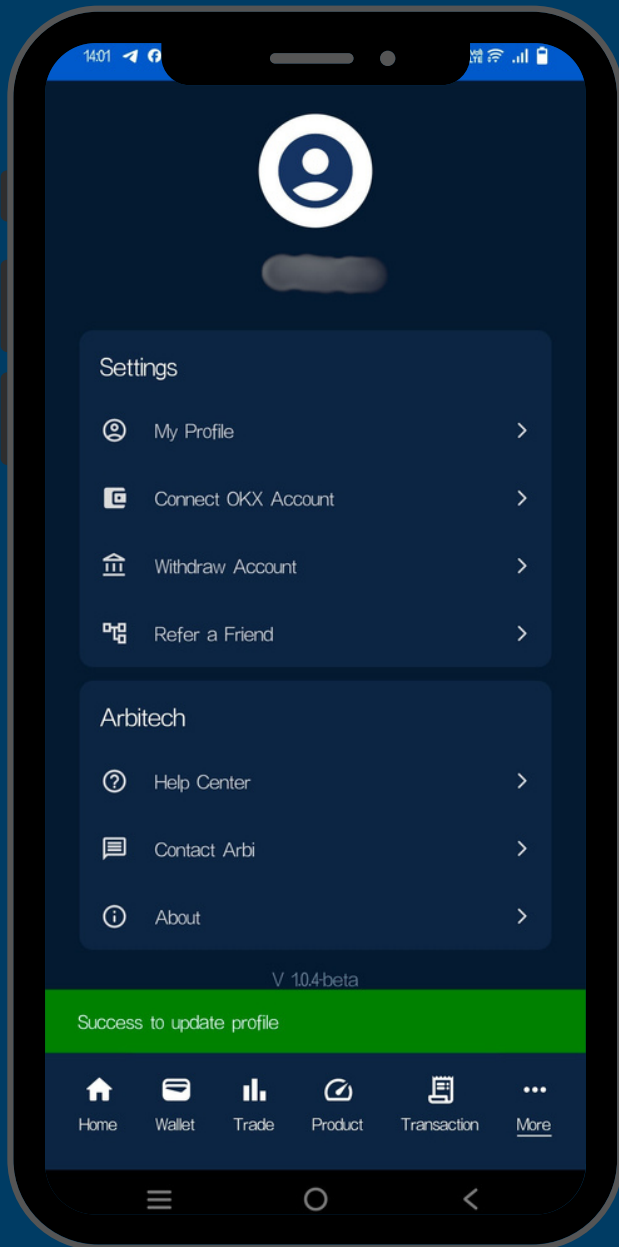 14:01
Settings
My Profile
Connect OKX Account
Withdraw Account
Refer a Friend
Arbitech
Help Center
Contact Arbi
About
V 1.0.4-beta
Success to update profile
Home Wallet Trade Product Transaction More